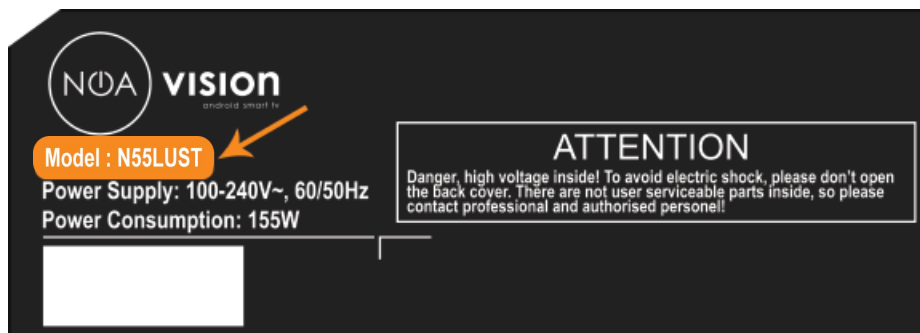 NOA vision
android smart tv
Model : N55LUST
Power Supply: 100-240V~, 60/50Hz
Power Consumption: 155W
ATTENTION
Danger, high voltage inside! To avoid electric shock, please don't open
the back cover. There are not user serviceable parts inside, so please
contact professional and authorised personel!